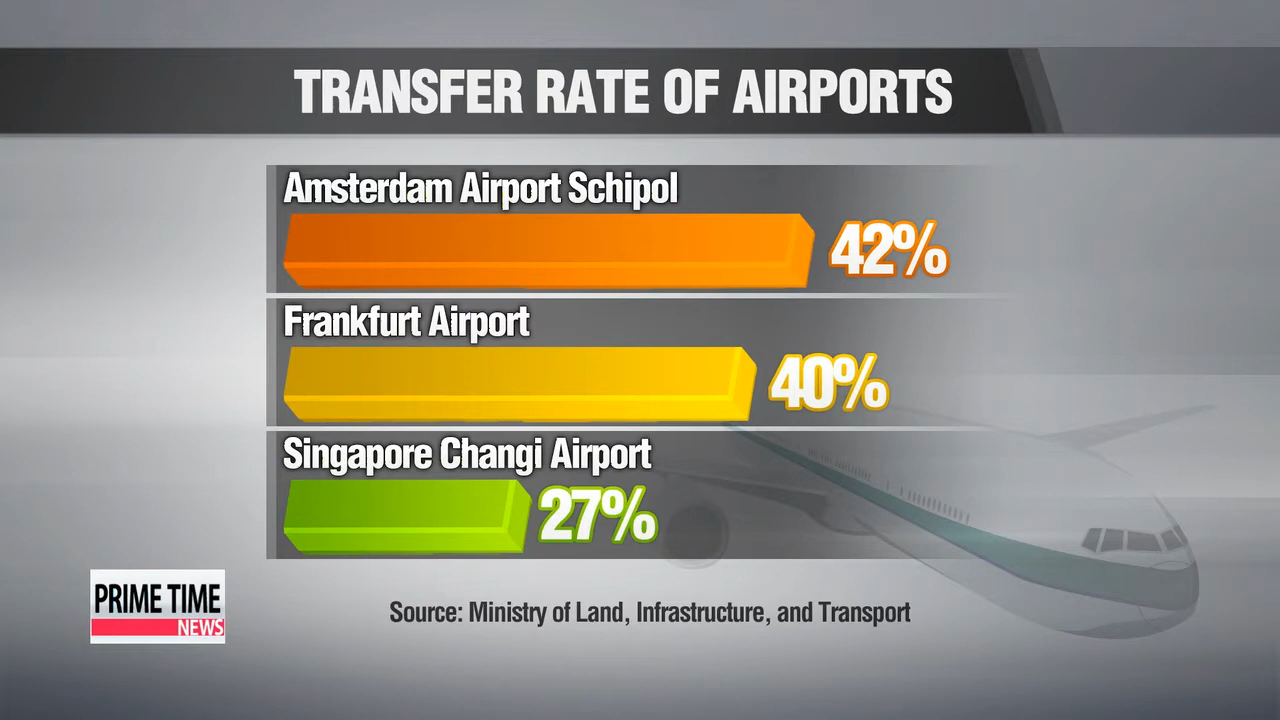 TRANSFER RATE OF AIRPORTS
Amsterdam Airport Schipol
42%
Frankfurt Airport
40%
Singapore Changi Airport
27%
PRIME TIME
NEWS
Source: Ministry of Land, Infrastructure, and Transport